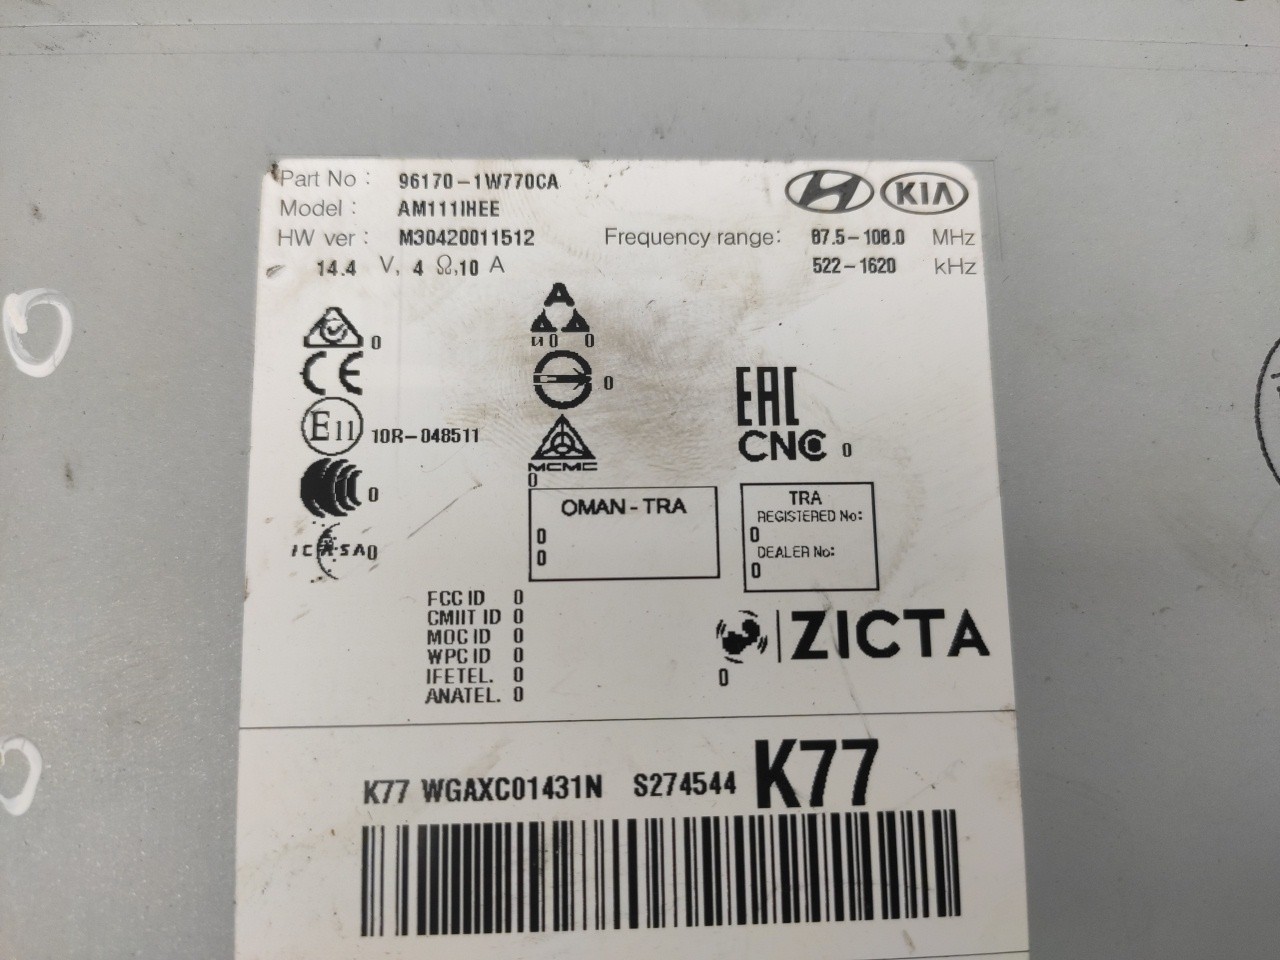 Part No : 96170-1W770CA
Model : AM111IHEE
HW ver : M30420011512
14.4 V, 4 Ω,10 A
KIA
Frequency range: 87.5-108.0 MHz
522-1620 kHz
0
CE
E11 10R-048511
0
ICASA 0
A
0 0
0
MCMC
0
EAC
CNC 0
OMAN-TRA
0
0
TRA
REGISTERED No:
0
DEALER No:
0
FCC ID 0
CMIIT ID 0
MOC ID 0
WPC ID 0
IFETEL. 0
ANATEL. 0
ZICTA
0
K77 WGAXC01431N S274544 K77